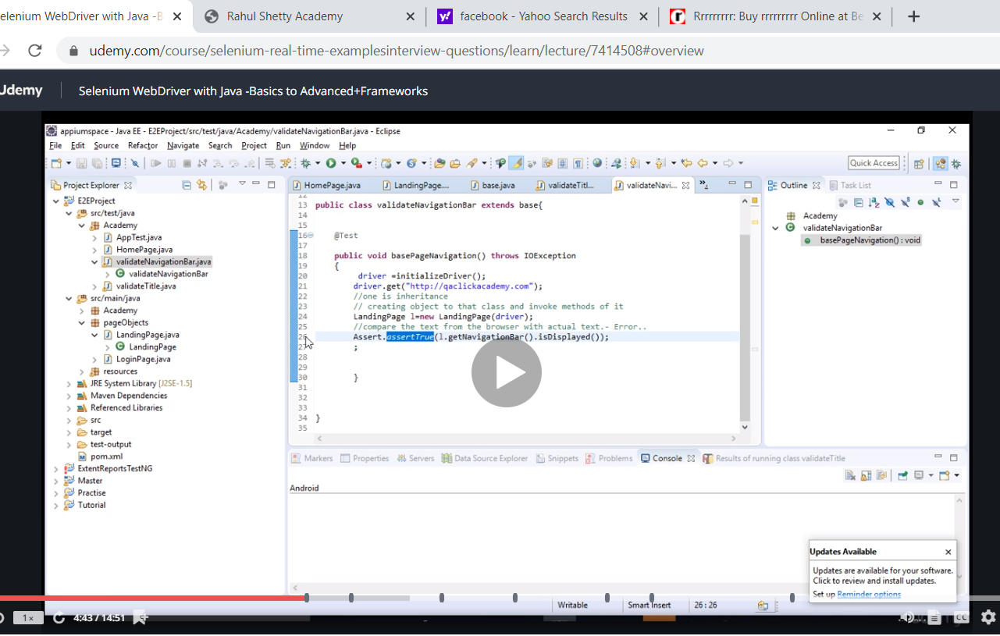 elenium WebDriver with Java -B
Rahul Shetty Academy
facebook - Yahoo Search Results
Rrrrrrrr: Buy rrrrrrrr Online at Be
udemy.com/course/selenium-real-time-examplesinterview-questions/learn/lecture/7414508#overview
Udemy
Selenium WebDriver with Java -Basics to Advanced+Frameworks
appiumspace - Java EE - E2EProject/src/test/java/Academy/validateNavigationBar.java - Eclipse
File Edit Source Refactor Navigate Search Project Run Window Help
Quick Access
Project Explorer
E2EProject
src/test/java
Academy
AppTest.java
HomePage.java
validateNavigationBar.java
validateNavigationBar
validateTitle.java
src/main/java
Academy
pageObjects
LandingPage.java
LandingPage
LoginPage.java
resources
JRE System Library [J2SE-1.5]
Maven Dependencies
Referenced Libraries
src
target
test-output
pom.xml
ExtentReportsTestNG
Master
Practise
Tutorial
HomePage.java LandingPage.... base.java validateTitl... validateNavi... »4
12
13 public class validateNavigationBar extends base{
14
15
16 @Test
17
18 public void basePageNavigation() throws IOException
19 {
20 driver =initializeDriver();
21 driver.get("http://qaclickacademy.com");
22 //one is inheritance
23 // creating object to that class and invoke methods of it
24 LandingPage l=new LandingPage(driver);
25 //compare the text from the browser with actual text.- Error..
26 Assert.assertTrue(l.getNavigationBar().isDisplayed());
27 ;
28
29
30 }
31
32
33
34 }
35
Outline Task List
Academy
validateNavigationBar
basePageNavigation() : void
Markers Properties Servers Data Source Explorer Snippets Problems Console Results of running class validateTitle
Android
Updates Available
Updates are available for your software.
Click to review and install updates.
Set up Reminder options
Writable Smart Insert 26 : 26
1× 4:43 / 14:51 CC